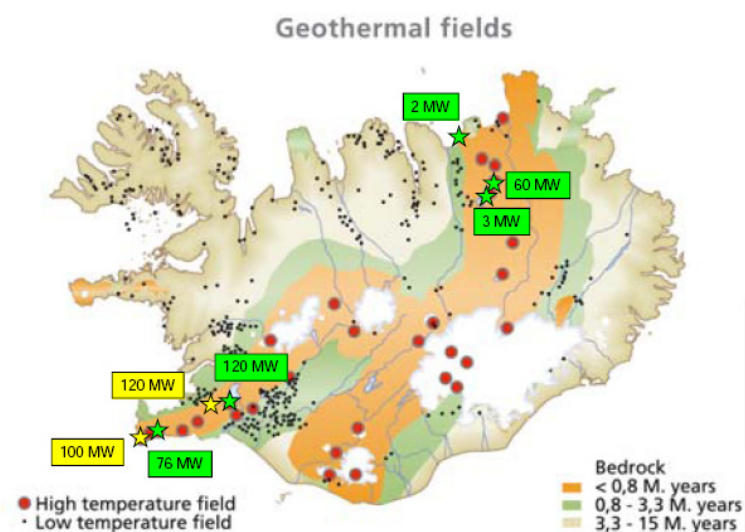 Geothermal fields
2 MW
60 MW
3 MW
120 MW
120 MW
100 MW
76 MW
Bedrock
< 0,8 M. years
0,8 - 3,3 M. years
3,3 - 15 M. years
High temperature field
Low temperature field